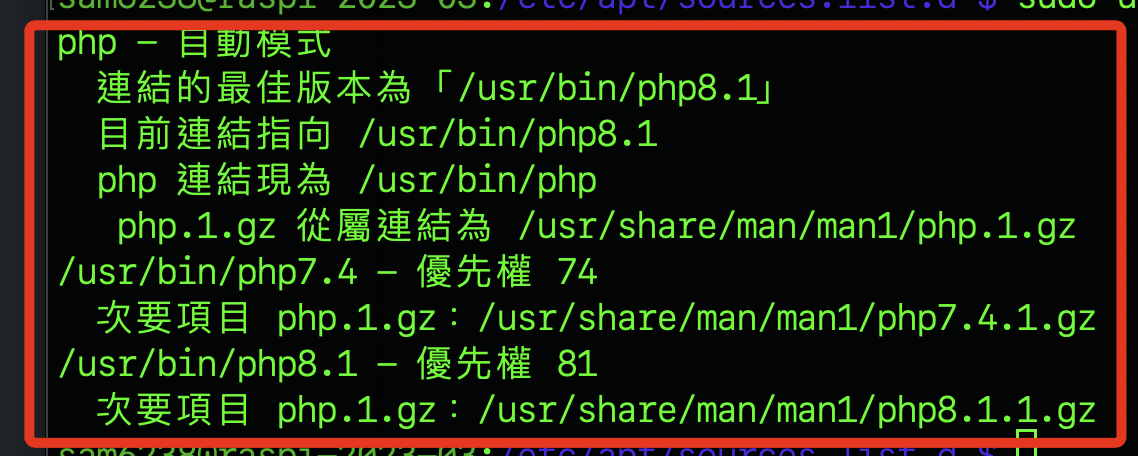 sam6238@raspi-2023-03:/etc/apt/sources.list.d $ sudo
php - 自動模式
連結的最佳版本為「/usr/bin/php8.1」
目前連結指向 /usr/bin/php8.1
php 連結現為 /usr/bin/php
php.1.gz 從屬連結為 /usr/share/man/man1/php.1.gz
/usr/bin/php7.4 - 優先權 74
次要項目 php.1.gz：/usr/share/man/man1/php7.4.1.gz
/usr/bin/php8.1 - 優先權 81
次要項目 php.1.gz：/usr/share/man/man1/php8.1.1.gz
sam6238@raspi-2023-03:/etc/apt/sources.list.d $